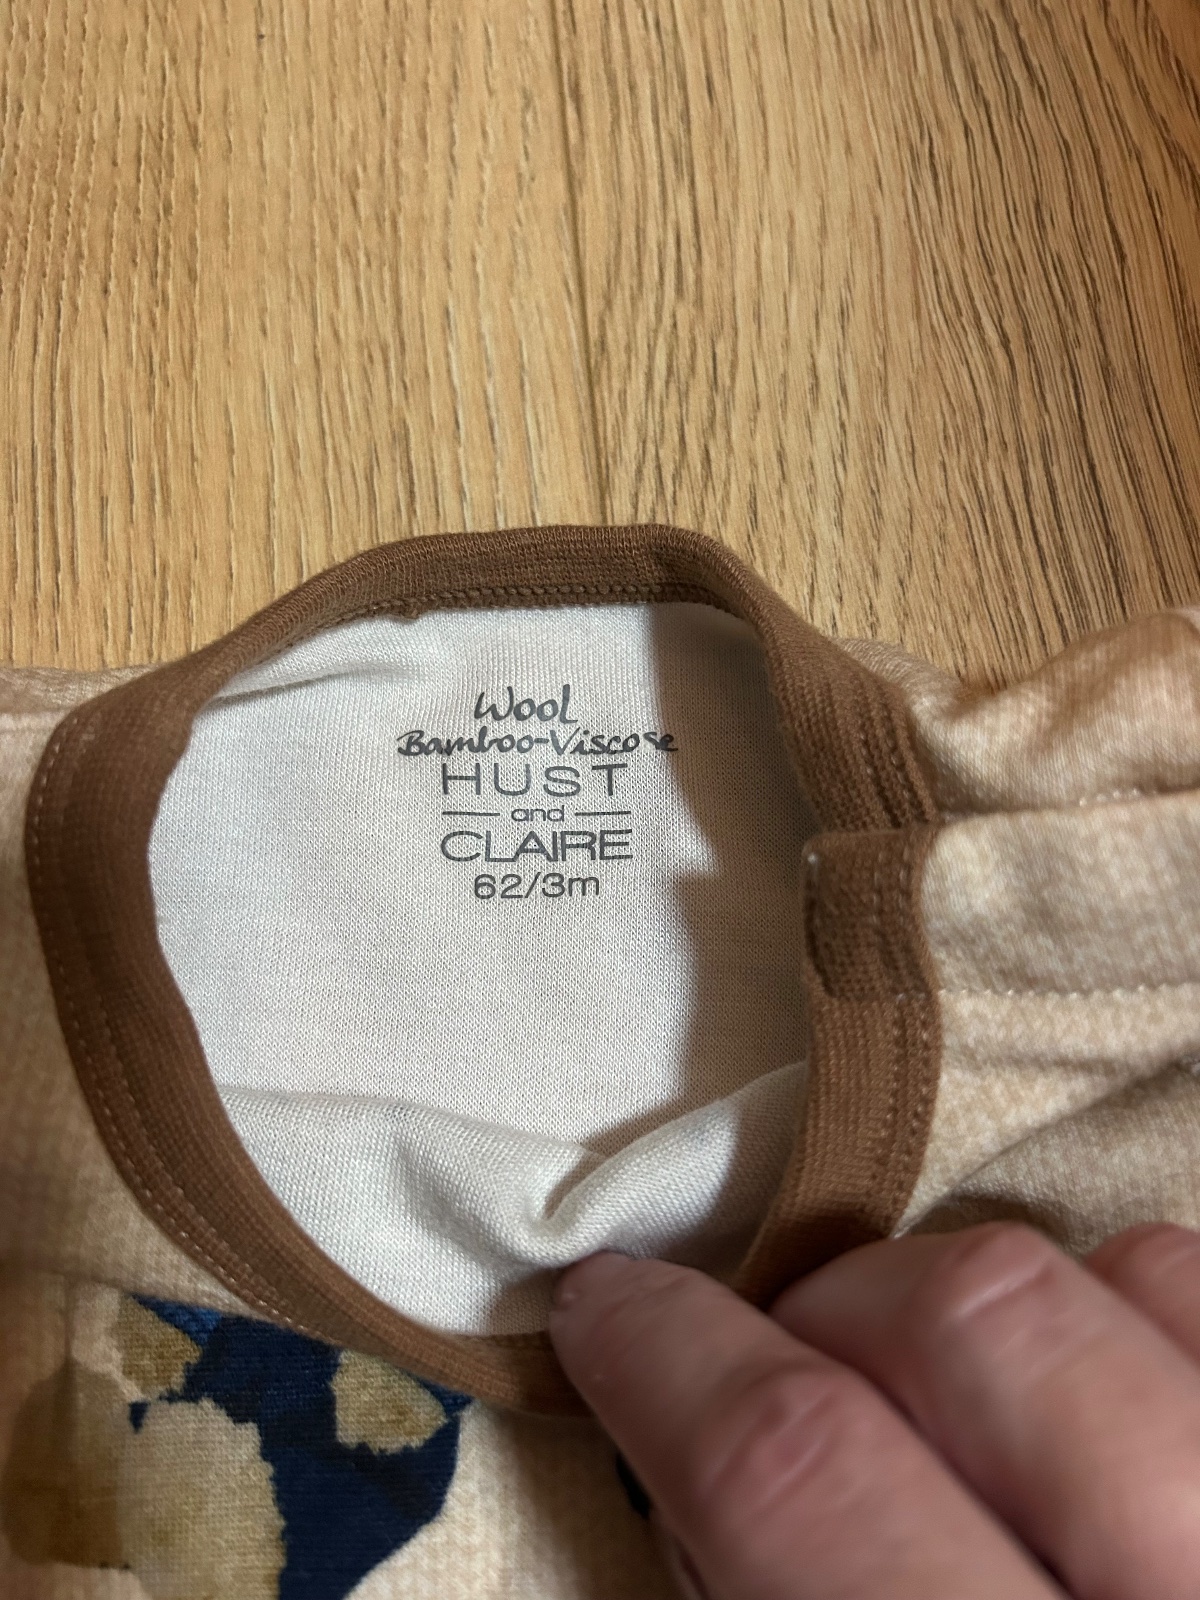 Wool
Bamboo-Viscose
HUST
and
CLAIRE
62/3m